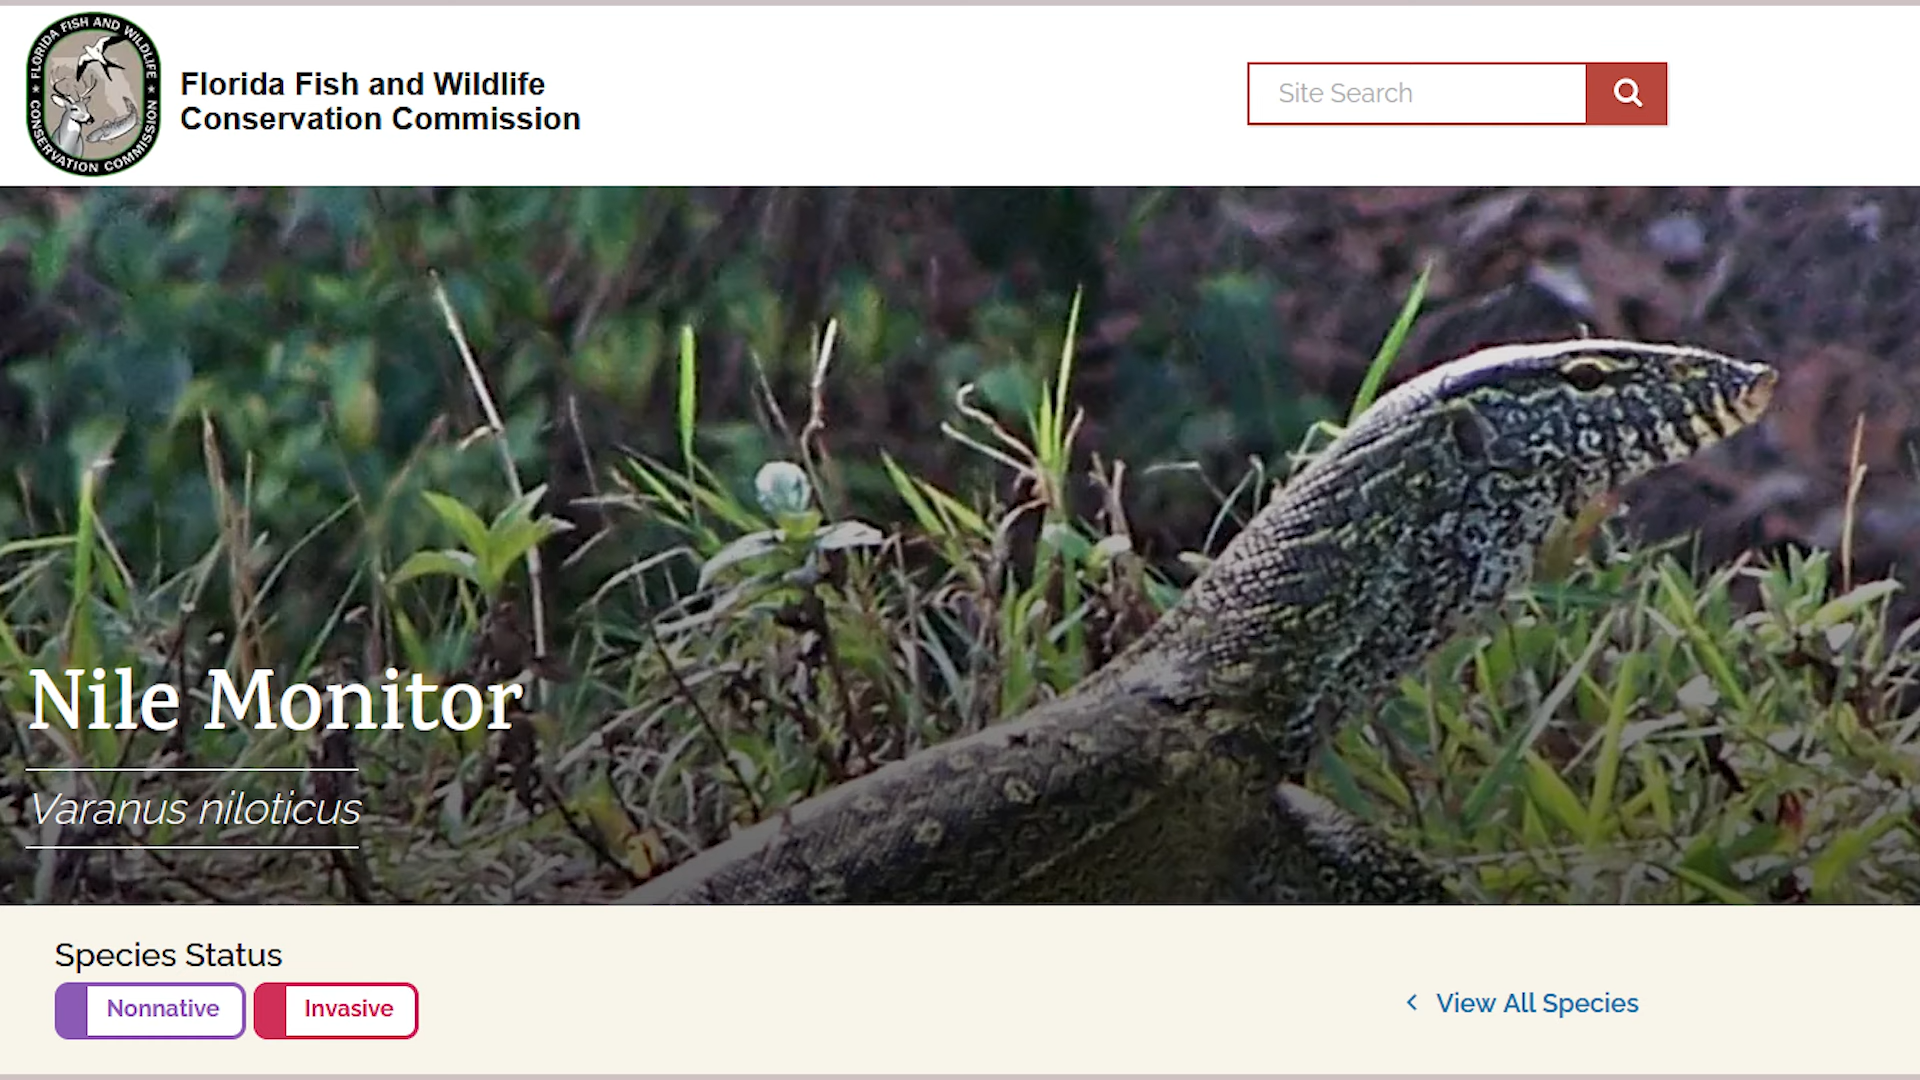 FLORIDA FISH AND WILDLIFE
CONSERVATION COMMISSION
Florida Fish and Wildlife
Conservation Commission
Site Search
Nile Monitor
Varanus niloticus
Species Status
Nonnative
Invasive
View All Species